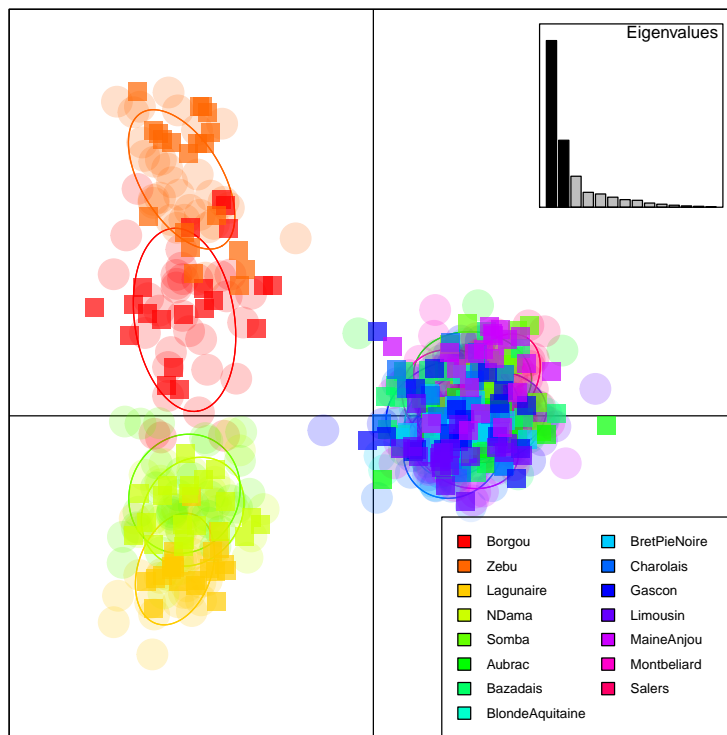 Eigenvalues
Borgou
Zebu
Lagunaire
NDama
Somba
Aubrac
Bazadais
BlondeAquitaine
BretPieNoire
Charolais
Gascon
Limousin
MaineAnjou
Montbeliard
Salers